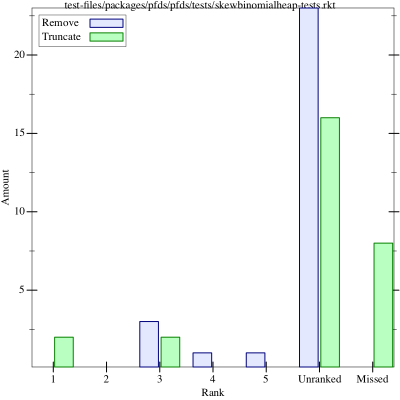 test-files/packages/pfds/pfds/tests/skewbinomialheap-tests.rkt
Remove
Truncate
20
15
10
5
Amount
1 2 3 4 5 Unranked Missed
Rank